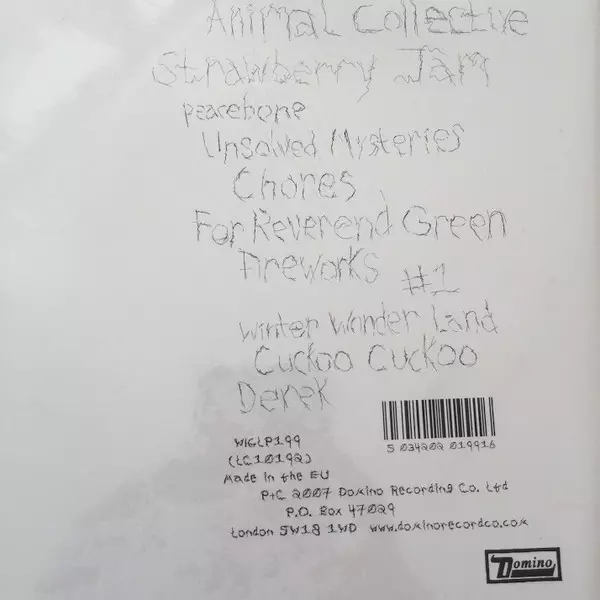 Animal Collective
Strawberry Jam
peacebone
Unsolved Mysteries
Chores
For Reverend Green
Fireworks #1
Winter Wonder Land
Cuckoo Cuckoo
Derek
5 034202 019916
WIGLP199
(LC10192)
Made in the EU
P+C 2007 Domino Recording Co. Ltd
P.O. Box 47029
London SW18 1WD www.dominorecordco.com
Domino